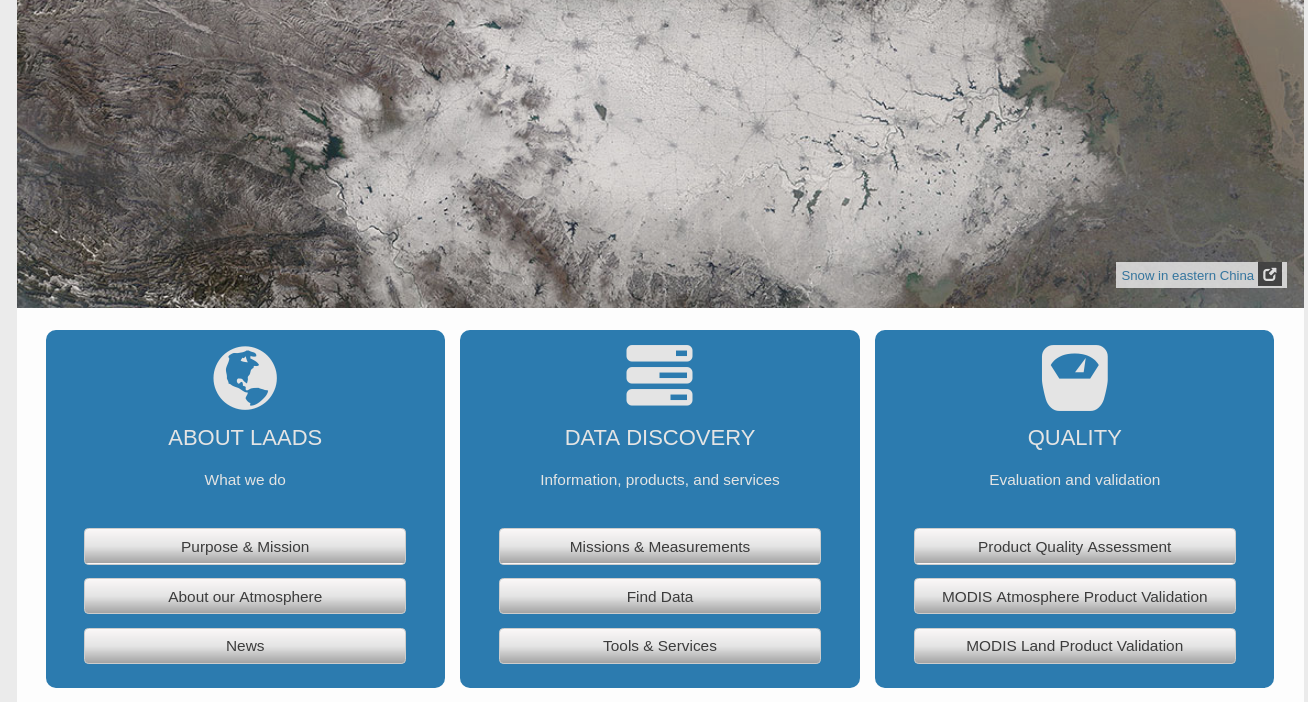 Snow in eastern China
ABOUT LAADS
What we do
Purpose & Mission
About our Atmosphere
News
DATA DISCOVERY
Information, products, and services
Missions & Measurements
Find Data
Tools & Services
QUALITY
Evaluation and validation
Product Quality Assessment
MODIS Atmosphere Product Validation
MODIS Land Product Validation